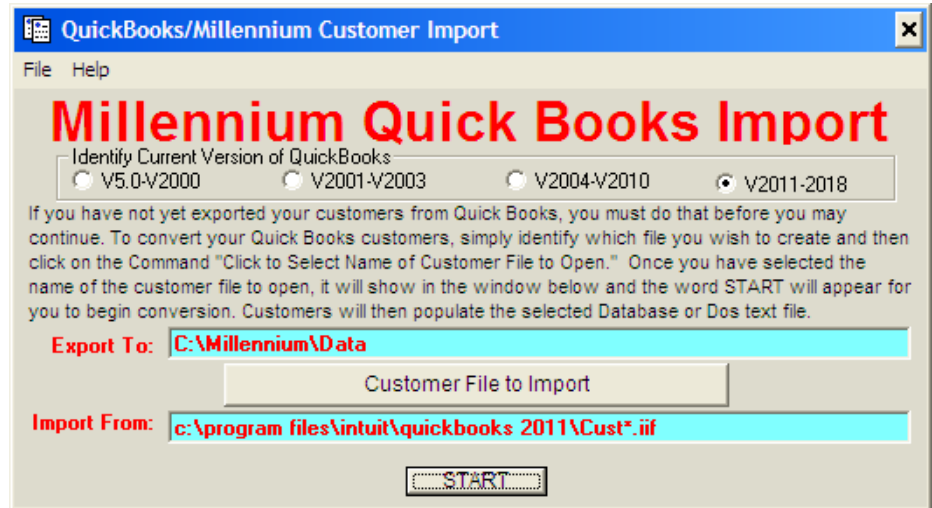 QuickBooks/Millennium Customer Import
File Help
Millennium Quick Books Import
Identify Current Version of QuickBooks
V5.0-V2000 V2001-V2003 V2004-V2010 V2011-2018
If you have not yet exported your customers from Quick Books, you must do that before you may
continue. To convert your Quick Books customers, simply identify which file you wish to create and then
click on the Command "Click to Select Name of Customer File to Open." Once you have selected the
name of the customer file to open, it will show in the window below and the word START will appear for
you to begin conversion. Customers will then populate the selected Database or Dos text file.
Export To: C:\Millennium\Data
Customer File to Import
Import From: c:\program files\intuit\quickbooks 2011\Cust*.iif
START